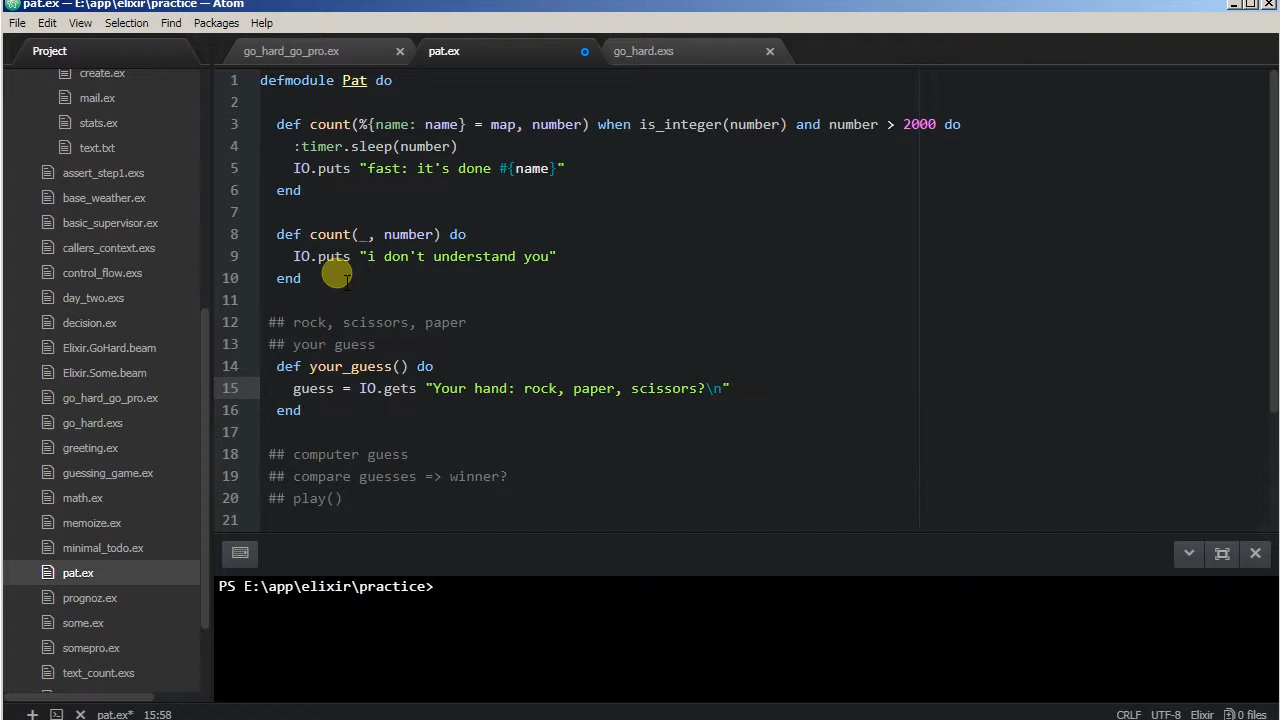 pat.ex — E:\app\elixir\practice — Atom
File Edit View Selection Find Packages Help
Project
go_hard_go_pro.ex
pat.ex
go_hard.exs
create.ex
mail.ex
stats.ex
text.txt
assert_step1.exs
base_weather.ex
basic_supervisor.ex
callers_context.exs
control_flow.exs
day_two.exs
decision.ex
Elixir.GoHard.beam
Elixir.Some.beam
go_hard_go_pro.ex
go_hard.exs
greeting.ex
guessing_game.ex
math.ex
memoize.ex
minimal_todo.ex
pat.ex
prognoz.ex
some.ex
somepro.ex
text_count.exs
1 defmodule Pat do
2
3 def count(%{name: name} = map, number) when is_integer(number) and number > 2000 do
4 :timer.sleep(number)
5 IO.puts "fast: it's done #{name}"
6 end
7
8 def count(_, number) do
9 IO.puts "i don't understand you"
10 end
11
12 ## rock, scissors, paper
13 ## your guess
14 def your_guess() do
15 guess = IO.gets "Your hand: rock, paper, scissors?\n"
16 end
17
18 ## computer guess
19 ## compare guesses => winner?
20 ## play()
21
PS E:\app\elixir\practice>
pat.ex* 15:58
CRLF UTF-8 Elixir 0 files